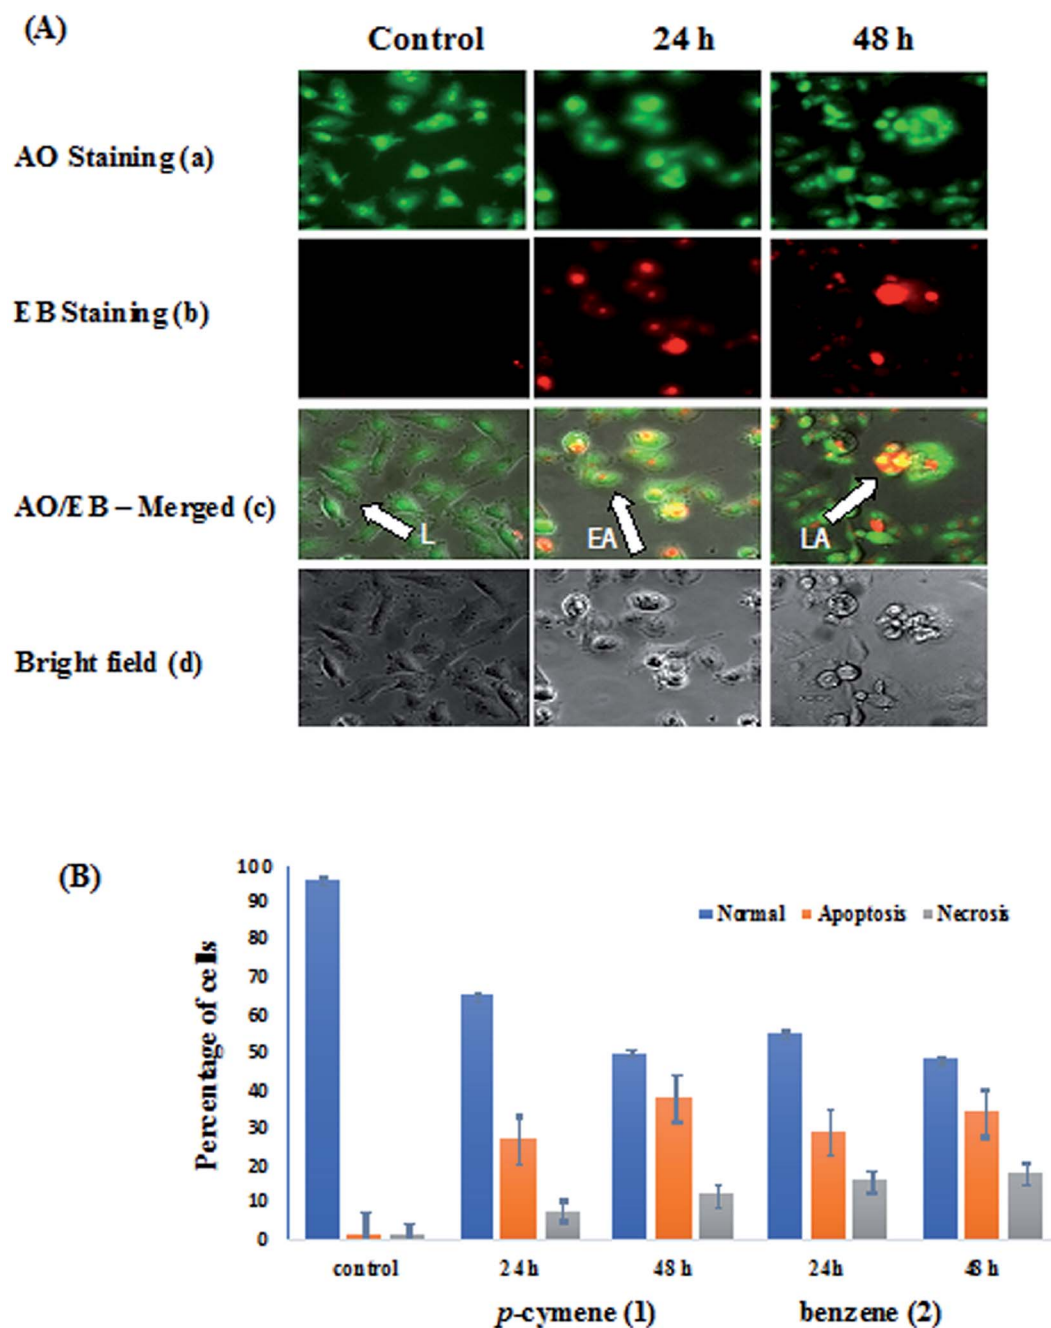 (A)
Control 24 h 48 h
AO Staining (a)
EB Staining (b)
AO/EB – Merged (c)
L EA LA
Bright field (d)
(B)
Percentage of cells
100
90
80
70
60
50
40
30
20
10
0
Normal Apoptosis Necrosis
control 24h 48 h 24h 48 h
p-cymene (1) benzene (2)